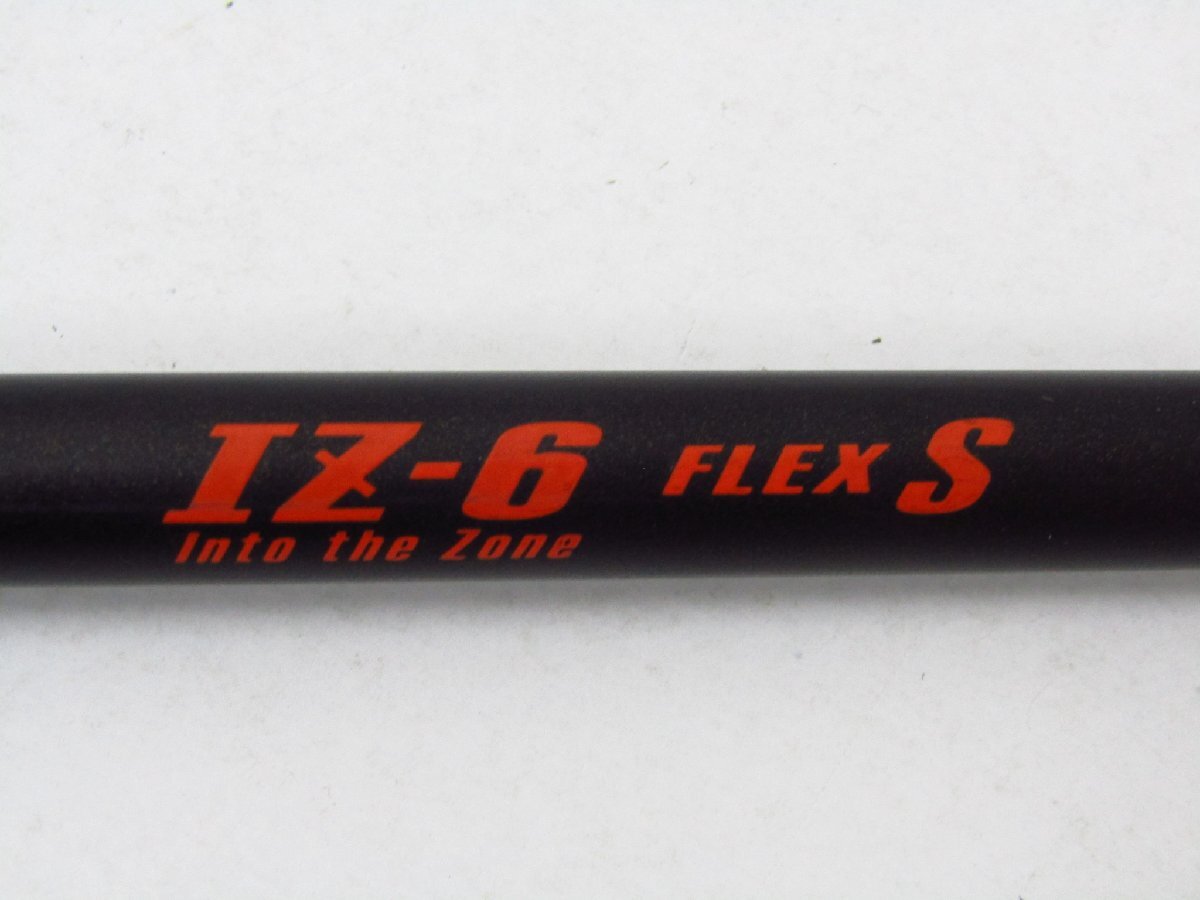 IZ-6 FLEX S
Into the Zone